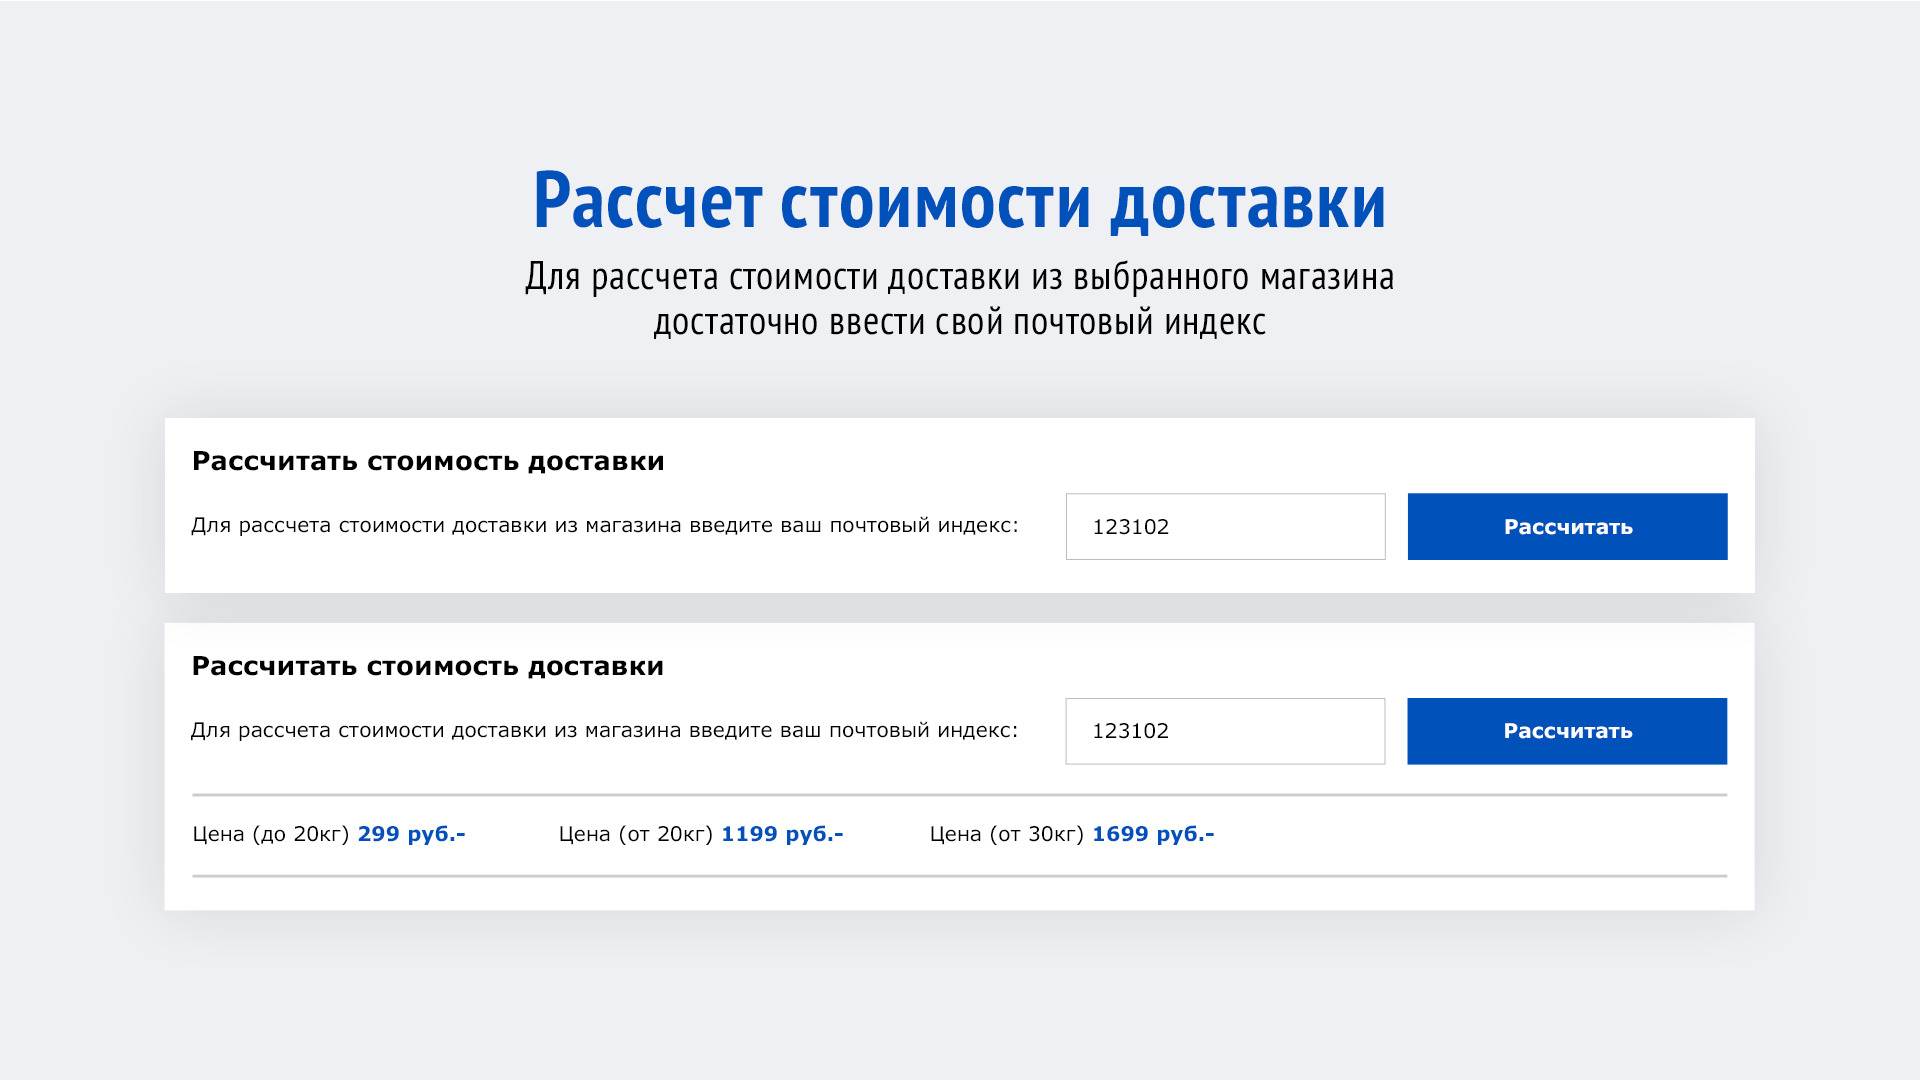 Рассчет стоимости доставки
Для рассчета стоимости доставки из выбранного магазина
достаточно ввести свой почтовый индекс
Рассчитать стоимость доставки
Для рассчета стоимости доставки из магазина введите ваш почтовый индекс: 123102 Рассчитать
Рассчитать стоимость доставки
Для рассчета стоимости доставки из магазина введите ваш почтовый индекс: 123102 Рассчитать
Цена (до 20кг) 299 руб.- Цена (от 20кг) 1199 руб.- Цена (от 30кг) 1699 руб.-